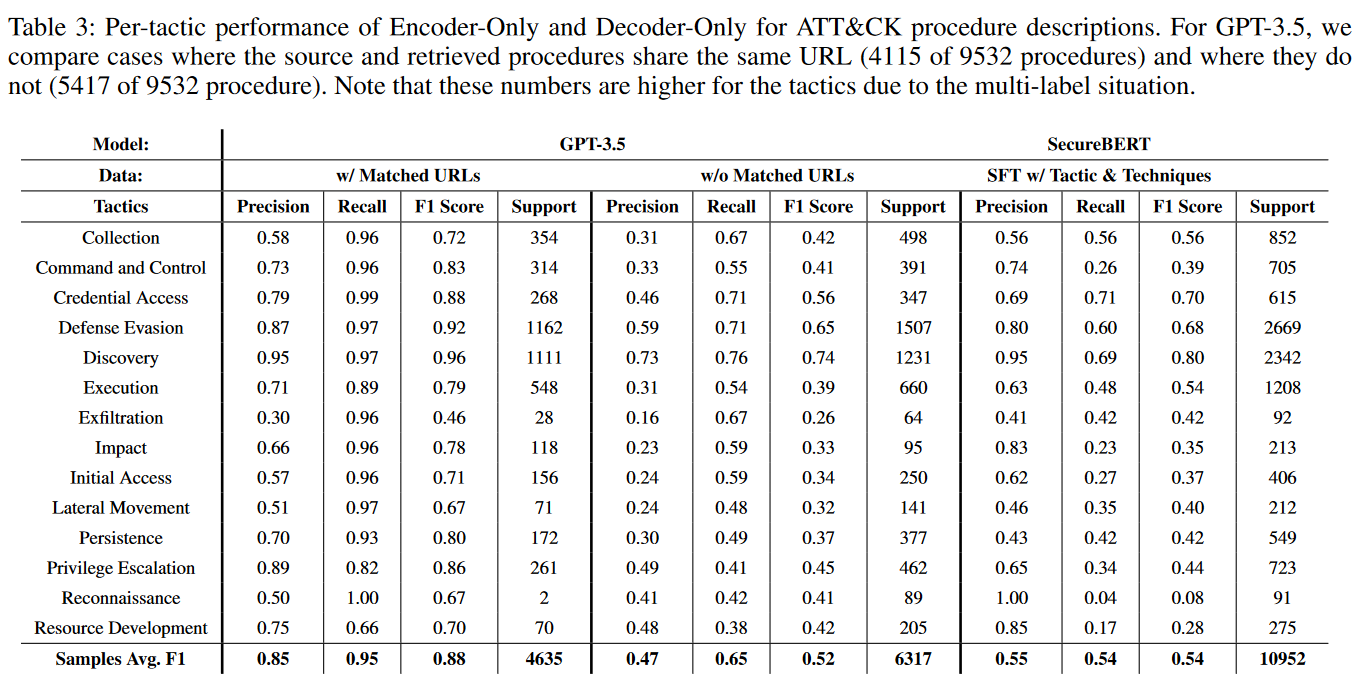 Table 3: Per-tactic performance of Encoder-Only and Decoder-Only for ATT&CK procedure descriptions. For GPT-3.5, we
compare cases where the source and retrieved procedures share the same URL (4115 of 9532 procedures) and where they do
not (5417 of 9532 procedure). Note that these numbers are higher for the tactics due to the multi-label situation.
Model: GPT-3.5 SecureBERT
Data: w/ Matched URLs w/o Matched URLs SFT w/ Tactic & Techniques
Tactics Precision Recall F1 Score Support Precision Recall F1 Score Support Precision Recall F1 Score Support
Collection 0.58 0.96 0.72 354 0.31 0.67 0.42 498 0.56 0.56 0.56 852
Command and Control 0.73 0.96 0.83 314 0.33 0.55 0.41 391 0.74 0.26 0.39 705
Credential Access 0.79 0.99 0.88 268 0.46 0.71 0.56 347 0.69 0.71 0.70 615
Defense Evasion 0.87 0.97 0.92 1162 0.59 0.71 0.65 1507 0.80 0.60 0.68 2669
Discovery 0.95 0.97 0.96 1111 0.73 0.76 0.74 1231 0.95 0.69 0.80 2342
Execution 0.71 0.89 0.79 548 0.31 0.54 0.39 660 0.63 0.48 0.54 1208
Exfiltration 0.30 0.96 0.46 28 0.16 0.67 0.26 64 0.41 0.42 0.42 92
Impact 0.66 0.96 0.78 118 0.23 0.59 0.33 95 0.83 0.23 0.35 213
Initial Access 0.57 0.96 0.71 156 0.24 0.59 0.34 250 0.62 0.27 0.37 406
Lateral Movement 0.51 0.97 0.67 71 0.24 0.48 0.32 141 0.46 0.35 0.40 212
Persistence 0.70 0.93 0.80 172 0.30 0.49 0.37 377 0.43 0.42 0.42 549
Privilege Escalation 0.89 0.82 0.86 261 0.49 0.41 0.45 462 0.65 0.34 0.44 723
Reconnaissance 0.50 1.00 0.67 2 0.41 0.42 0.41 89 1.00 0.04 0.08 91
Resource Development 0.75 0.66 0.70 70 0.48 0.38 0.42 205 0.85 0.17 0.28 275
Samples Avg. F1 0.85 0.95 0.88 4635 0.47 0.65 0.52 6317 0.55 0.54 0.54 10952